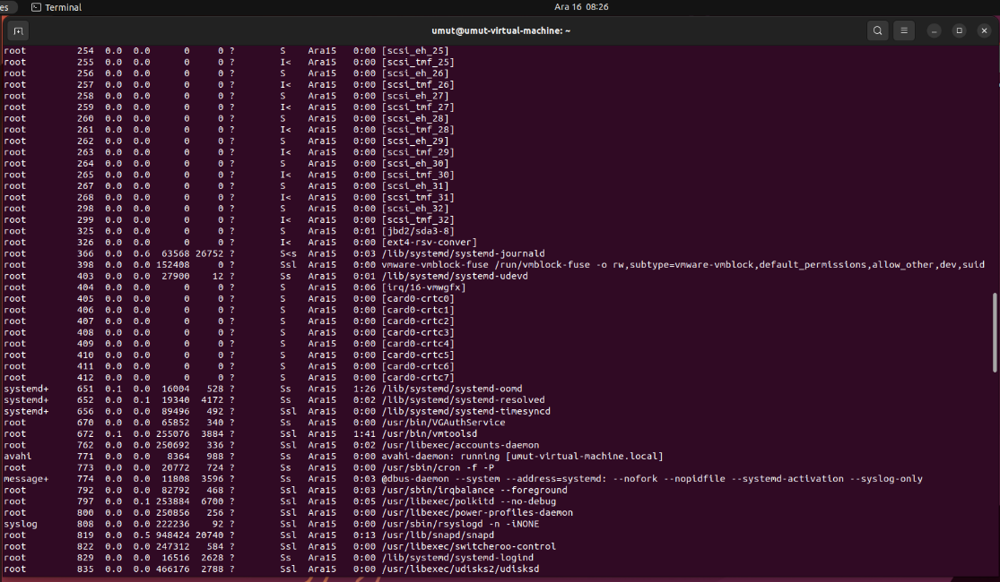 es Terminal Ara 16 08:26
umut@umut-virtual-machine: ~
root 254 0.0 0.0 0 0 ? S Ara15 0:00 [scsi_eh_25]
root 255 0.0 0.0 0 0 ? I< Ara15 0:00 [scsi_tmf_25]
root 256 0.0 0.0 0 0 ? S Ara15 0:00 [scsi_eh_26]
root 257 0.0 0.0 0 0 ? I< Ara15 0:00 [scsi_tmf_26]
root 258 0.0 0.0 0 0 ? S Ara15 0:00 [scsi_eh_27]
root 259 0.0 0.0 0 0 ? I< Ara15 0:00 [scsi_tmf_27]
root 260 0.0 0.0 0 0 ? S Ara15 0:00 [scsi_eh_28]
root 261 0.0 0.0 0 0 ? I< Ara15 0:00 [scsi_tmf_28]
root 262 0.0 0.0 0 0 ? S Ara15 0:00 [scsi_eh_29]
root 263 0.0 0.0 0 0 ? I< Ara15 0:00 [scsi_tmf_29]
root 264 0.0 0.0 0 0 ? S Ara15 0:00 [scsi_eh_30]
root 265 0.0 0.0 0 0 ? I< Ara15 0:00 [scsi_tmf_30]
root 267 0.0 0.0 0 0 ? S Ara15 0:00 [scsi_eh_31]
root 268 0.0 0.0 0 0 ? I< Ara15 0:00 [scsi_tmf_31]
root 298 0.0 0.0 0 0 ? S Ara15 0:00 [scsi_eh_32]
root 299 0.0 0.0 0 0 ? I< Ara15 0:00 [scsi_tmf_32]
root 325 0.0 0.0 0 0 ? S Ara15 0:01 [jbd2/sda3-8]
root 326 0.0 0.0 0 0 ? I< Ara15 0:00 [ext4-rsv-conver]
root 366 0.0 0.6 63568 26752 ? S<s Ara15 0:03 /lib/systemd/systemd-journald
root 398 0.0 0.0 152408 0 ? Ssl Ara15 0:00 vmware-vmblock-fuse /run/vmblock-fuse -o rw,subtype=vmware-vmblock,default_permissions,allow_other,dev,suid
root 403 0.0 0.0 27900 12 ? Ss Ara15 0:01 /lib/systemd/systemd-udevd
root 404 0.0 0.0 0 0 ? S Ara15 0:06 [irq/16-vmwgfx]
root 405 0.0 0.0 0 0 ? S Ara15 0:00 [card0-crtc0]
root 406 0.0 0.0 0 0 ? S Ara15 0:00 [card0-crtc1]
root 407 0.0 0.0 0 0 ? S Ara15 0:00 [card0-crtc2]
root 408 0.0 0.0 0 0 ? S Ara15 0:00 [card0-crtc3]
root 409 0.0 0.0 0 0 ? S Ara15 0:00 [card0-crtc4]
root 410 0.0 0.0 0 0 ? S Ara15 0:00 [card0-crtc5]
root 411 0.0 0.0 0 0 ? S Ara15 0:00 [card0-crtc6]
root 412 0.0 0.0 0 0 ? S Ara15 0:00 [card0-crtc7]
systemd+ 651 0.1 0.0 16004 528 ? Ss Ara15 1:26 /lib/systemd/systemd-oomd
systemd+ 652 0.0 0.1 19340 4172 ? Ss Ara15 0:02 /lib/systemd/systemd-resolved
systemd+ 656 0.0 0.0 89496 492 ? Ssl Ara15 0:00 /lib/systemd/systemd-timesyncd
root 670 0.0 0.0 65852 340 ? Ss Ara15 0:00 /usr/bin/VGAuthService
root 672 0.1 0.0 255076 3884 ? Ssl Ara15 1:41 /usr/bin/vmtoolsd
root 762 0.0 0.0 250692 336 ? Ssl Ara15 0:02 /usr/libexec/accounts-daemon
avahi 771 0.0 0.0 8364 988 ? Ss Ara15 0:00 avahi-daemon: running [umut-virtual-machine.local]
root 773 0.0 0.0 20772 724 ? Ss Ara15 0:00 /usr/sbin/cron -f -P
message+ 774 0.0 0.0 11808 3596 ? Ss Ara15 0:03 @dbus-daemon --system --address=systemd: --nofork --nopidfile --systemd-activation --syslog-only
root 792 0.0 0.0 82792 468 ? Ssl Ara15 0:03 /usr/sbin/irqbalance --foreground
root 797 0.0 0.1 253884 6700 ? Ssl Ara15 0:05 /usr/libexec/polkitd --no-debug
root 800 0.0 0.0 250856 256 ? Ssl Ara15 0:00 /usr/libexec/power-profiles-daemon
syslog 808 0.0 0.0 222236 92 ? Ssl Ara15 0:00 /usr/sbin/rsyslogd -n -iNONE
root 819 0.0 0.5 948424 20740 ? Ssl Ara15 0:13 /usr/lib/snapd/snapd
root 822 0.0 0.0 247312 584 ? Ssl Ara15 0:00 /usr/libexec/switcheroo-control
root 829 0.0 0.0 16516 2628 ? Ss Ara15 0:00 /lib/systemd/systemd-logind
root 835 0.0 0.0 466176 2788 ? Ssl Ara15 0:00 /usr/libexec/udisks2/udisksd